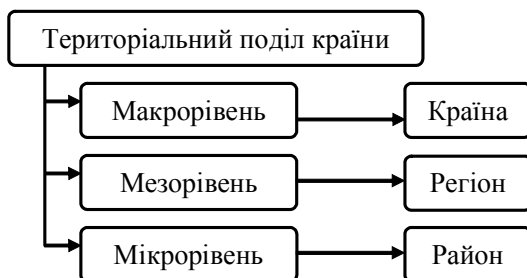 Територіальний поділ країни
Макрорівень
Країна
Мезорівень
Регіон
Мікрорівень
Район